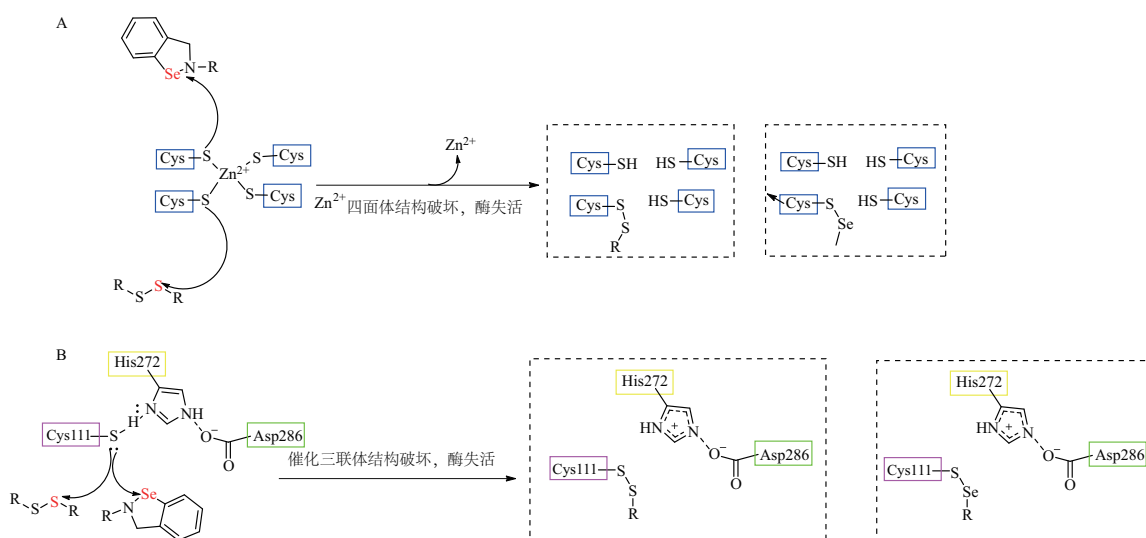 A
Se
N
R
Cys
S
S
Cys
Zn²⁺
Cys
S
S
Cys
R
S
S
R
Zn²⁺
Zn²⁺ 四面体结构破坏，酶失活
Cys
SH
HS
Cys
Cys
S
HS
Cys
S
R
Cys
SH
HS
Cys
Cys
S
HS
Cys
Se
B
His272
H
N
NH
Cys111
S
O⁻
Asp286
O
R
S
S
R
Se
R
N
催化三联体结构破坏，酶失活
His272
HN
+
N
O⁻
Asp286
O
Cys111
S
S
R
His272
HN
+
N
O⁻
Asp286
O
Cys111
S
Se
R